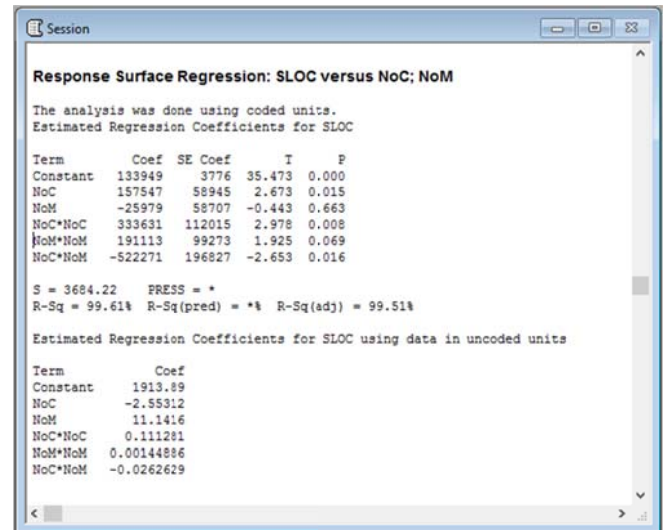 Session
Response Surface Regression: SLOC versus NoC; NoM
The analysis was done using coded units.
Estimated Regression Coefficients for SLOC
Term Coef SE Coef T P
Constant 133949 3776 35.473 0.000
NoC 157547 58945 2.673 0.015
NoM -25979 58707 -0.443 0.663
NoC*NoC 333631 112015 2.978 0.008
NoM*NoM 191113 99273 1.925 0.069
NoC*NoM -522271 196827 -2.653 0.016
S = 3684.22 PRESS = *
R-Sq = 99.61% R-Sq(pred) = *% R-Sq(adj) = 99.51%
Estimated Regression Coefficients for SLOC using data in uncoded units
Term Coef
Constant 1913.89
NoC -2.55312
NoM 11.1416
NoC*NoC 0.111281
NoM*NoM 0.00144886
NoC*NoM -0.0262629